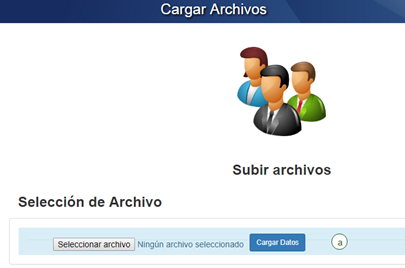 Cargar Archivos
Subir archivos
Selección de Archivo
Seleccionar archivo Ningún archivo seleccionado Cargar Datos a